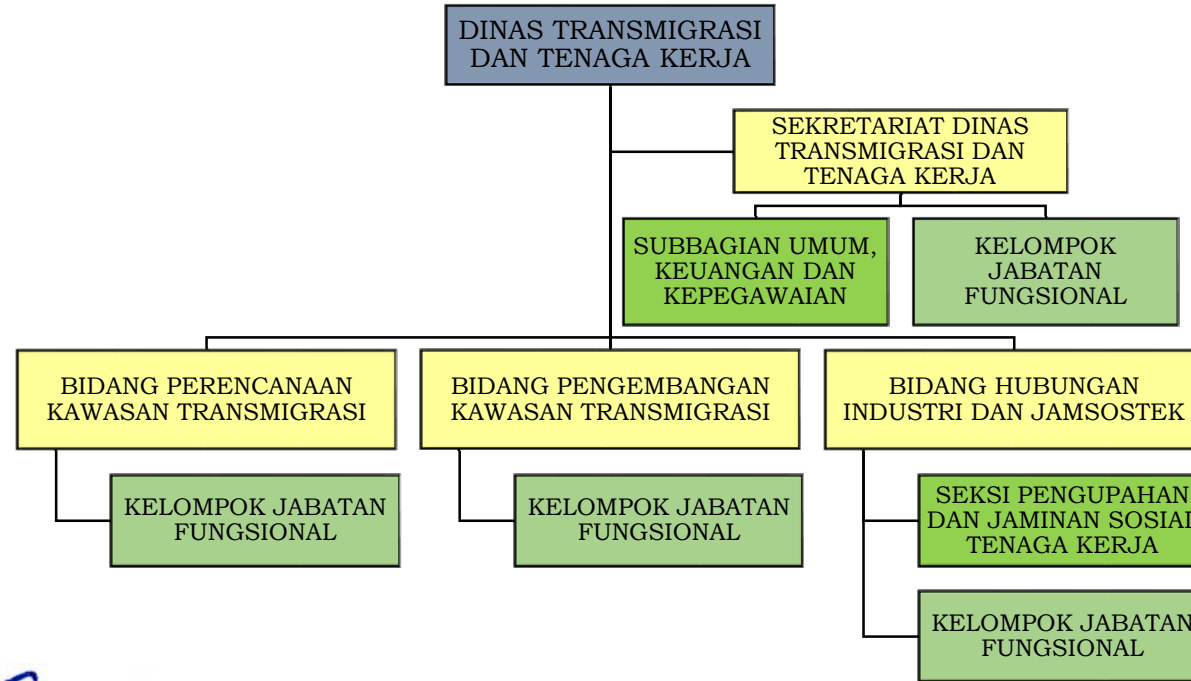 DINAS TRANSMIGRASI
DAN TENAGA KERJA
SEKRETARIAT DINAS
TRANSMIGRASI DAN
TENAGA KERJA
SUBBAGIAN UMUM,
KEUANGAN DAN
KEPEGAWAIAN
KELOMPOK
JABATAN
FUNGSIONAL
BIDANG PERENCANAAN
KAWASAN TRANSMIGRASI
KELOMPOK JABATAN
FUNGSIONAL
BIDANG PENGEMBANGAN
KAWASAN TRANSMIGRASI
KELOMPOK JABATAN
FUNGSIONAL
BIDANG HUBUNGAN
INDUSTRI DAN JAMSOSTEK
SEKSI PENGUPAHAN
DAN JAMINAN SOSIAL
TENAGA KERJA
KELOMPOK JABATAN
FUNGSIONAL